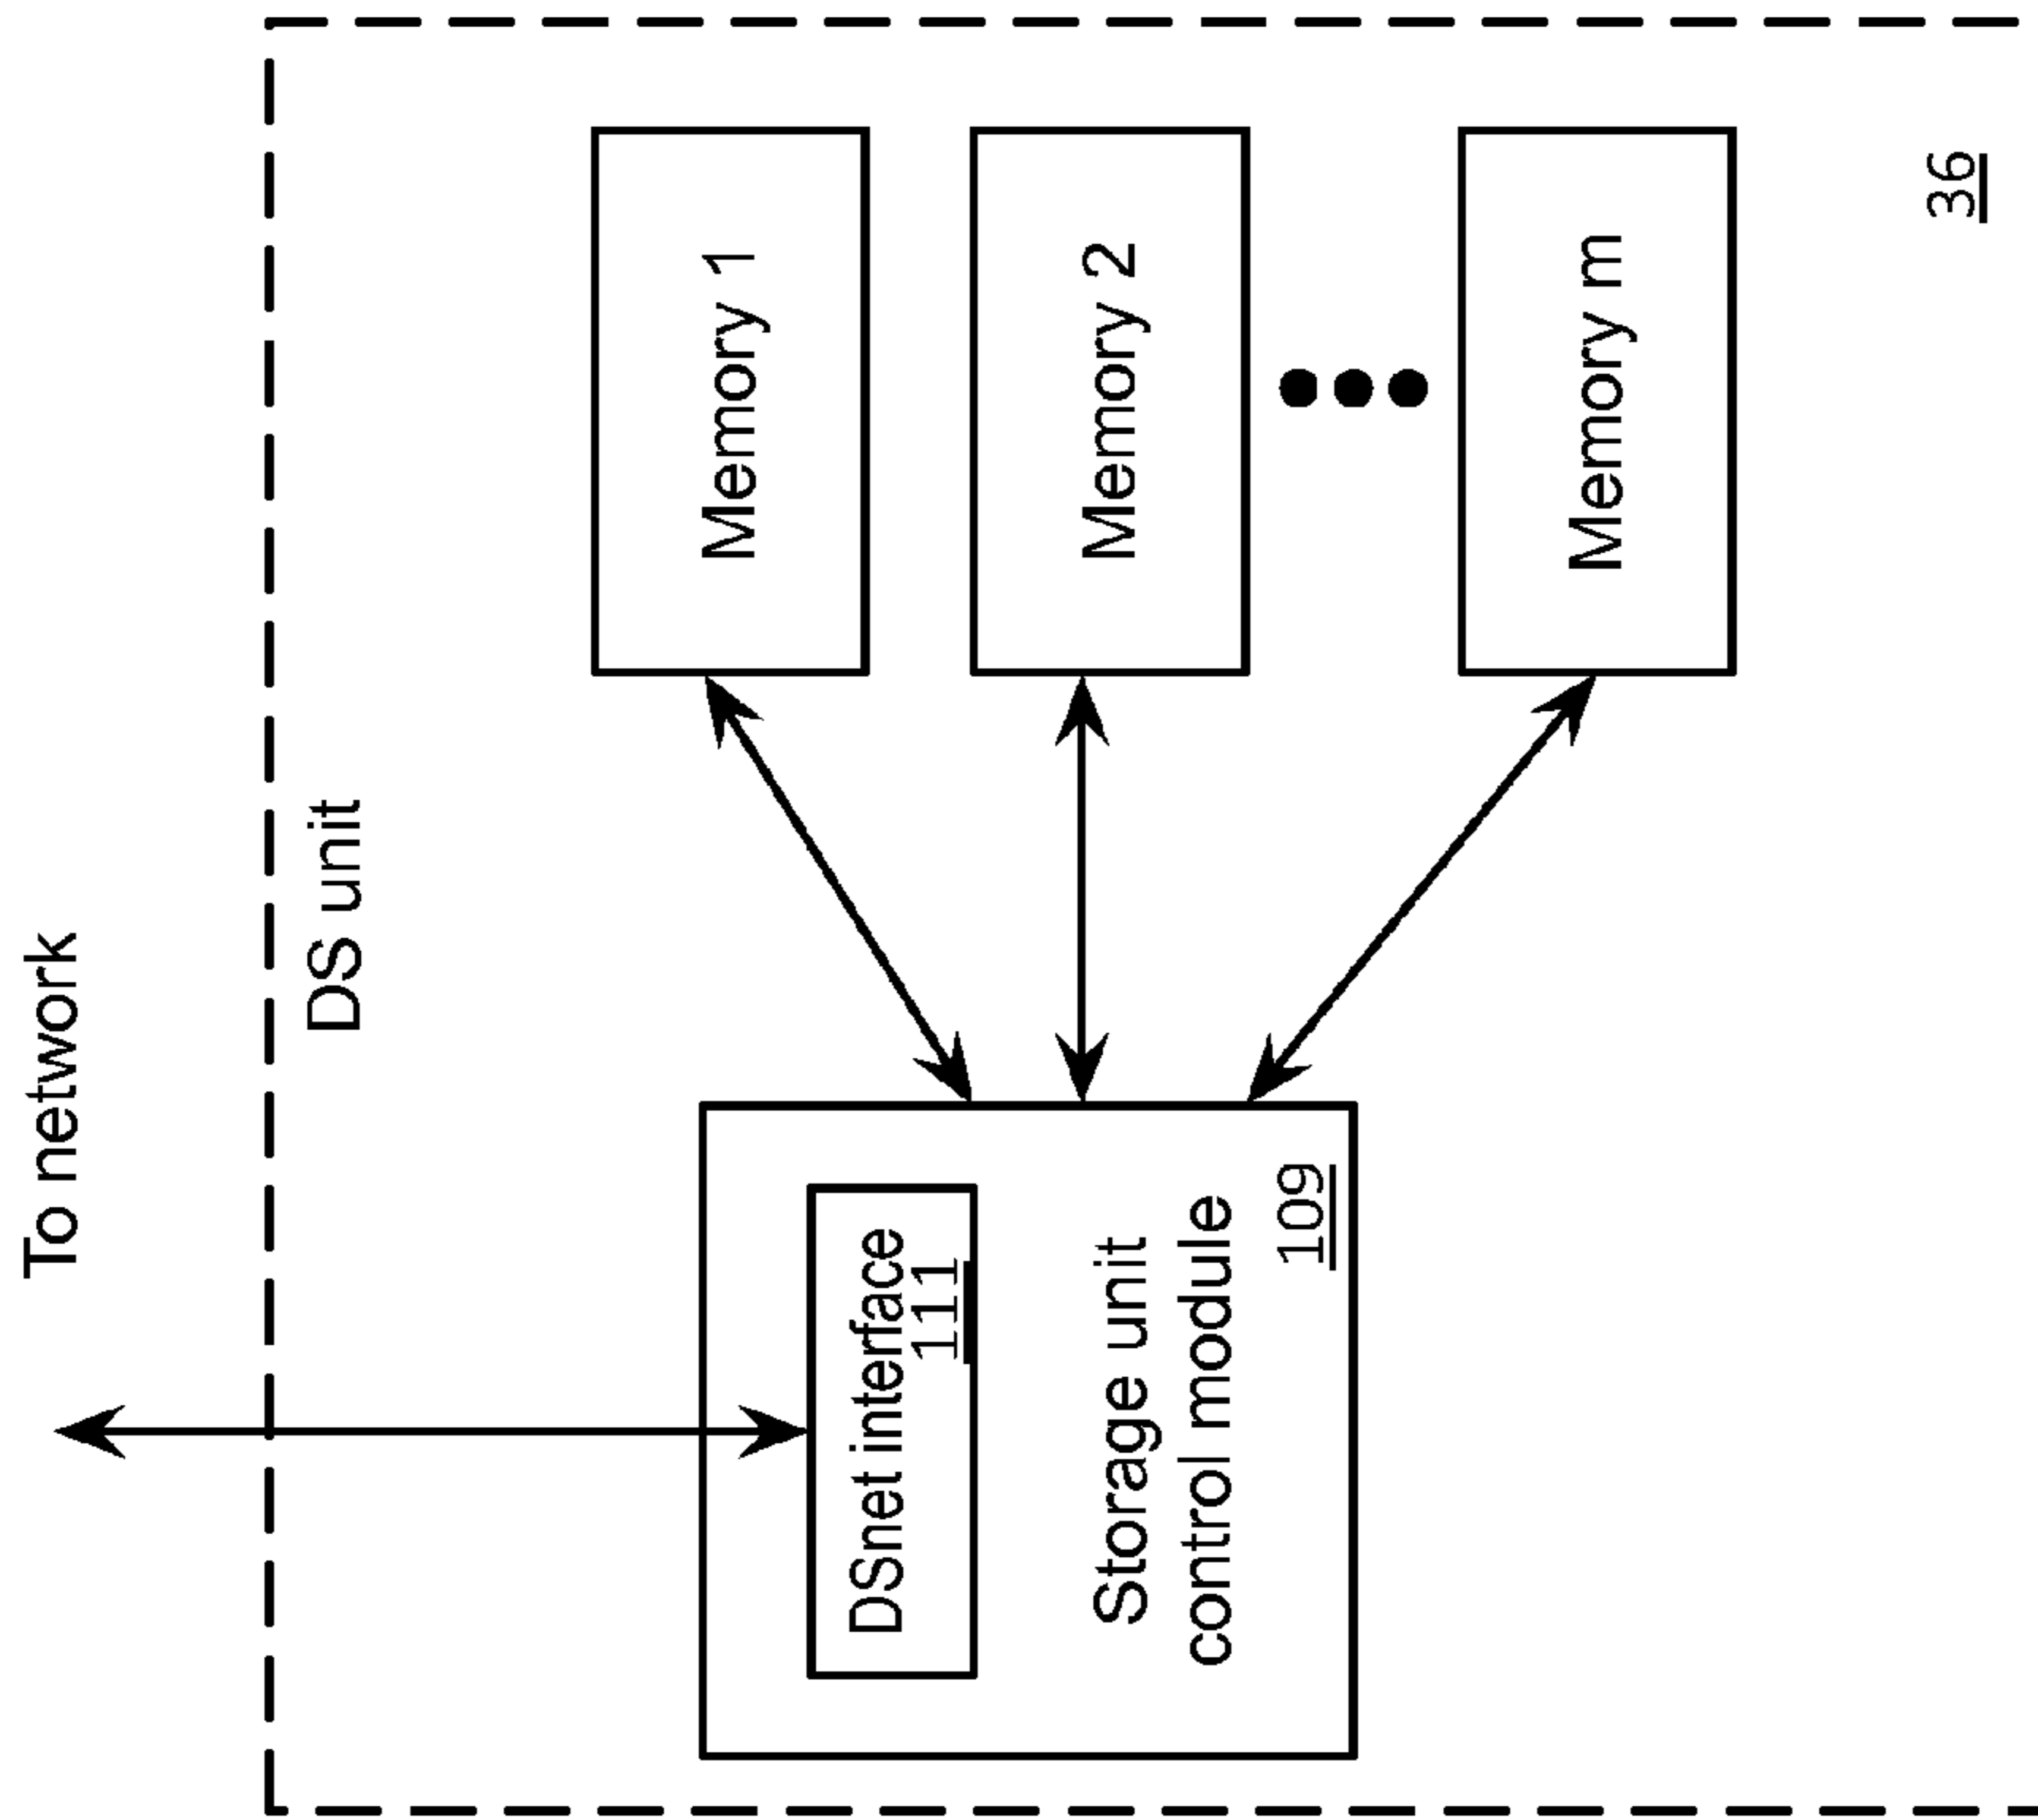 To network
DS unit
DSnet interface
111
Storage unit
control module
109
Memory 1
Memory 2
Memory m
36